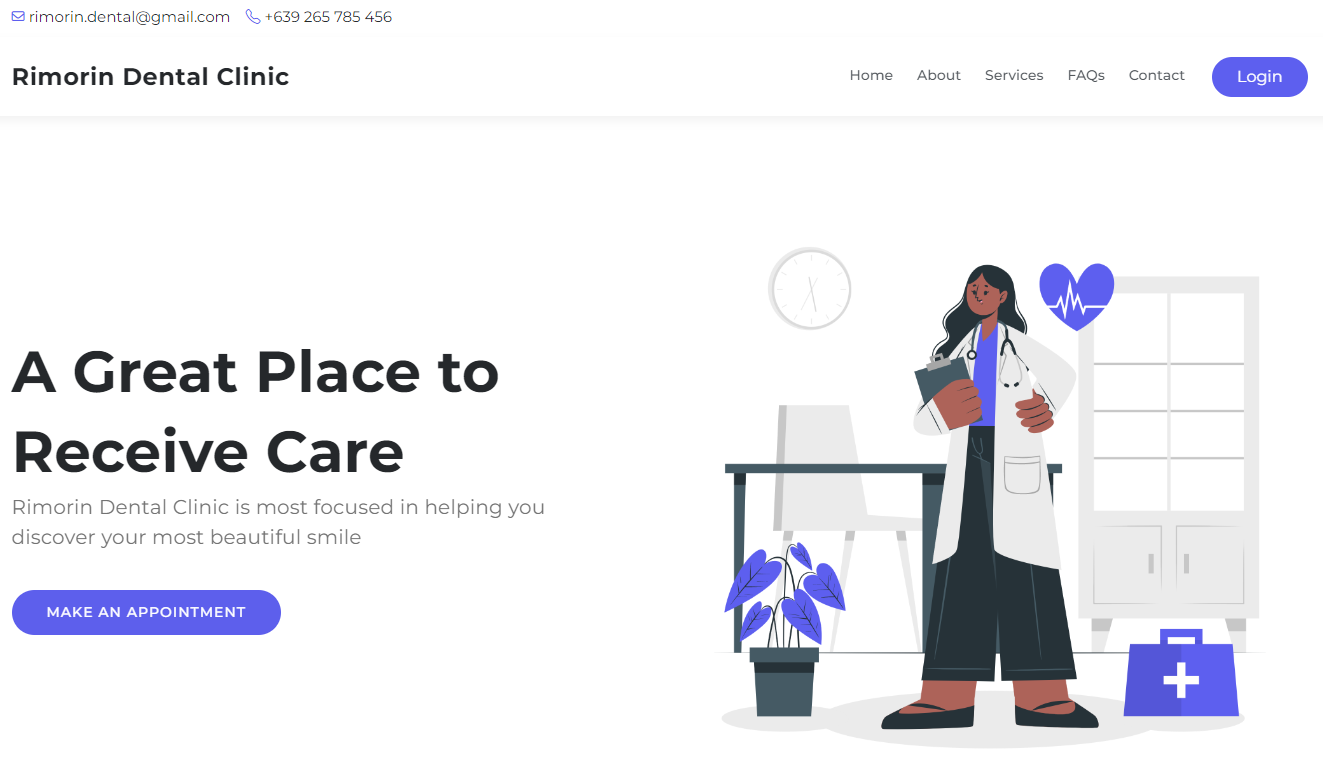 rimorin.dental@gmail.com +639 265 785 456
Rimorin Dental Clinic
Home About Services FAQs Contact Login
A Great Place to
Receive Care
Rimorin Dental Clinic is most focused in helping you
discover your most beautiful smile
MAKE AN APPOINTMENT